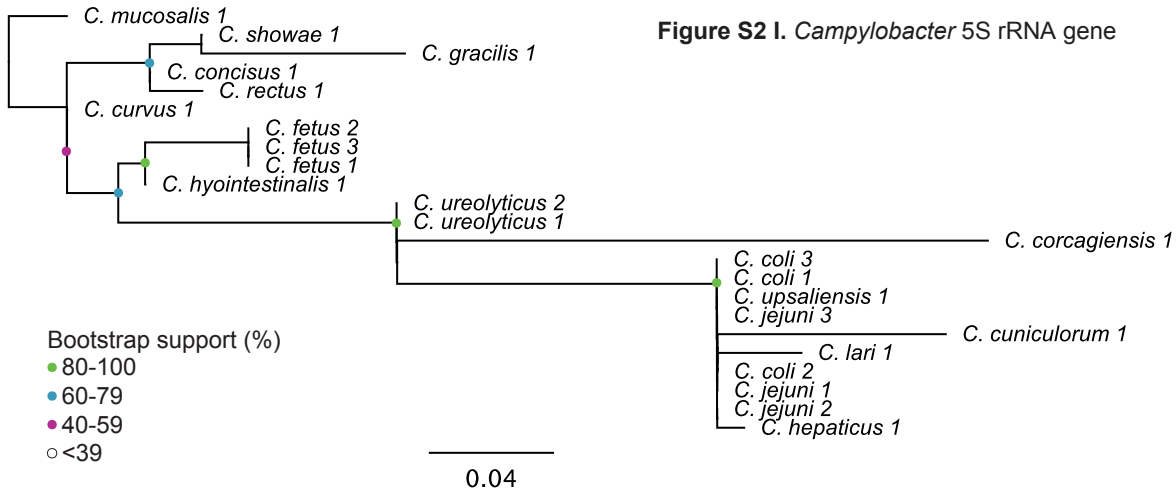 Figure S2 I. Campylobacter 5S rRNA gene
C. mucosalis 1
C. showae 1
C. gracilis 1
C. concisus 1
C. rectus 1
C. curvus 1
C. fetus 2
C. fetus 3
C. fetus 1
C. hyointestinalis 1
C. ureolyticus 2
C. ureolyticus 1
C. corcagiensis 1
C. coli 3
C. coli 1
C. upsaliensis 1
C. jejuni 3
C. cuniculorum 1
C. lari 1
C. coli 2
C. jejuni 1
C. jejuni 2
C. hepaticus 1
Bootstrap support (%)
80-100
60-79
40-59
<39
0.04